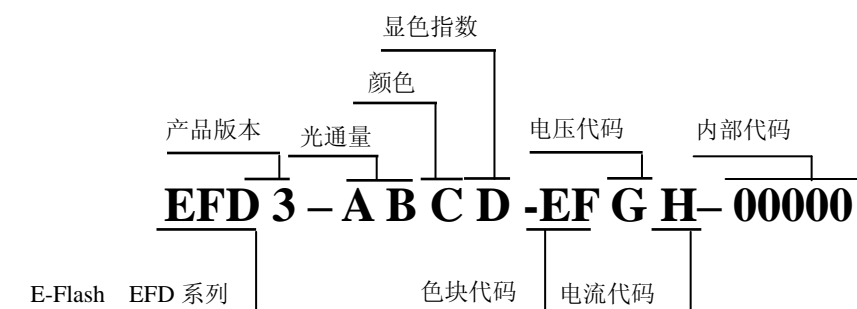 显色指数
颜色
产品版本 光通量 电压代码 内部代码
EFD 3 – A B C D -EF G H– 00000
E-Flash EFD 系列 色块代码 电流代码